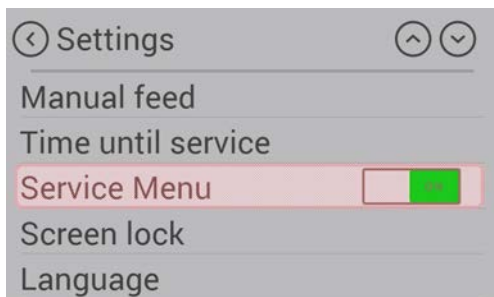 Settings
Manual feed
Time until service
Service Menu
Screen lock
Language